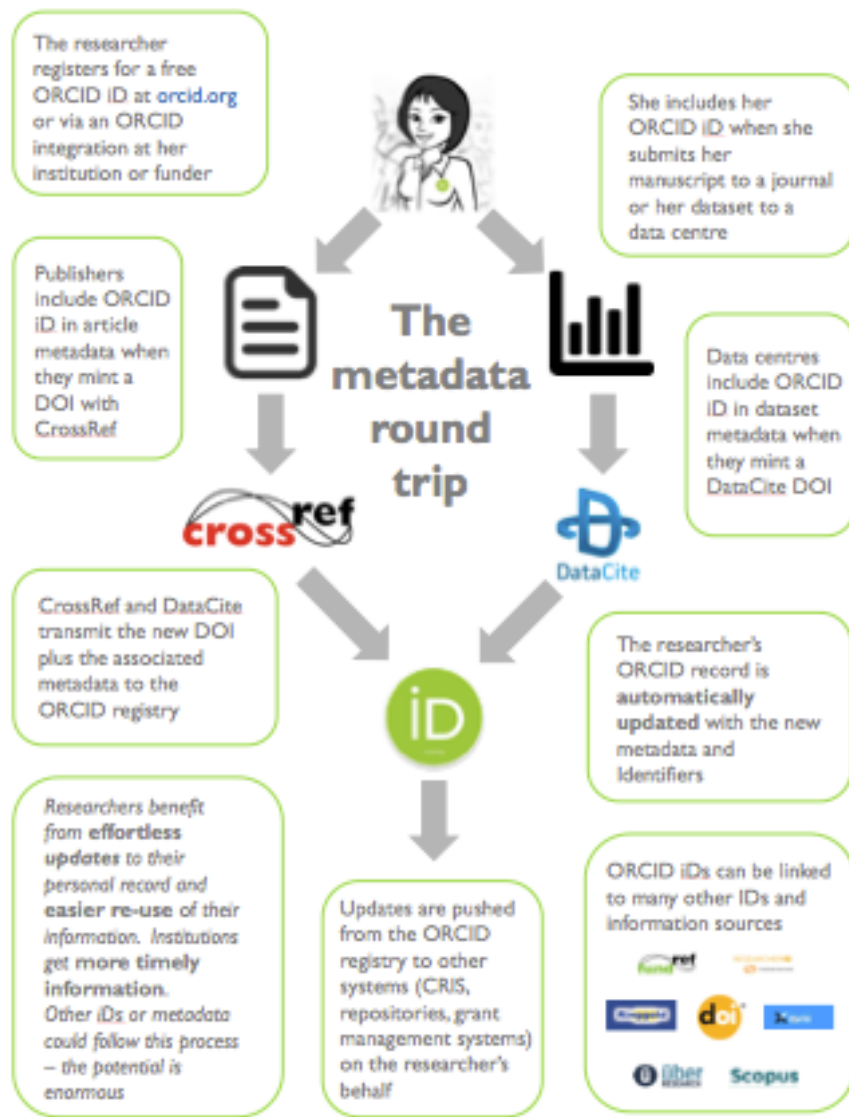 The researcher
registers for a free
ORCID iD at orcid.org
or via an ORCID
integration at her
institution or funder
She includes her
ORCID iD when she
submits her
manuscript to a journal
or her dataset to a
data centre
Publishers
include ORCID
iD in article
metadata when
they mint a
DOI with
CrossRef
The
metadata
round
trip
Data centres
include ORCID
iD in dataset
metadata when
they mint a
DataCite DOI
crossref
DataCite
CrossRef and DataCite
transmit the new DOI
plus the associated
metadata to the
ORCID registry
iD
The researcher's
ORCID record is
automatically
updated with the new
metadata and
Identifiers
Researchers benefit
from effortless
updates to their
personal record and
easier re-use of their
information. Institutions
get more timely
information.
Other iDs or metadata
could follow this process
– the potential is
enormous
Updates are pushed
from the ORCID
registry to other
systems (CRIS,
repositories, grant
management systems)
on the researcher's
behalf
ORCID iDs can be linked
to many other IDs and
information sources
fundref
doi
über
RESEARCH
Scopus